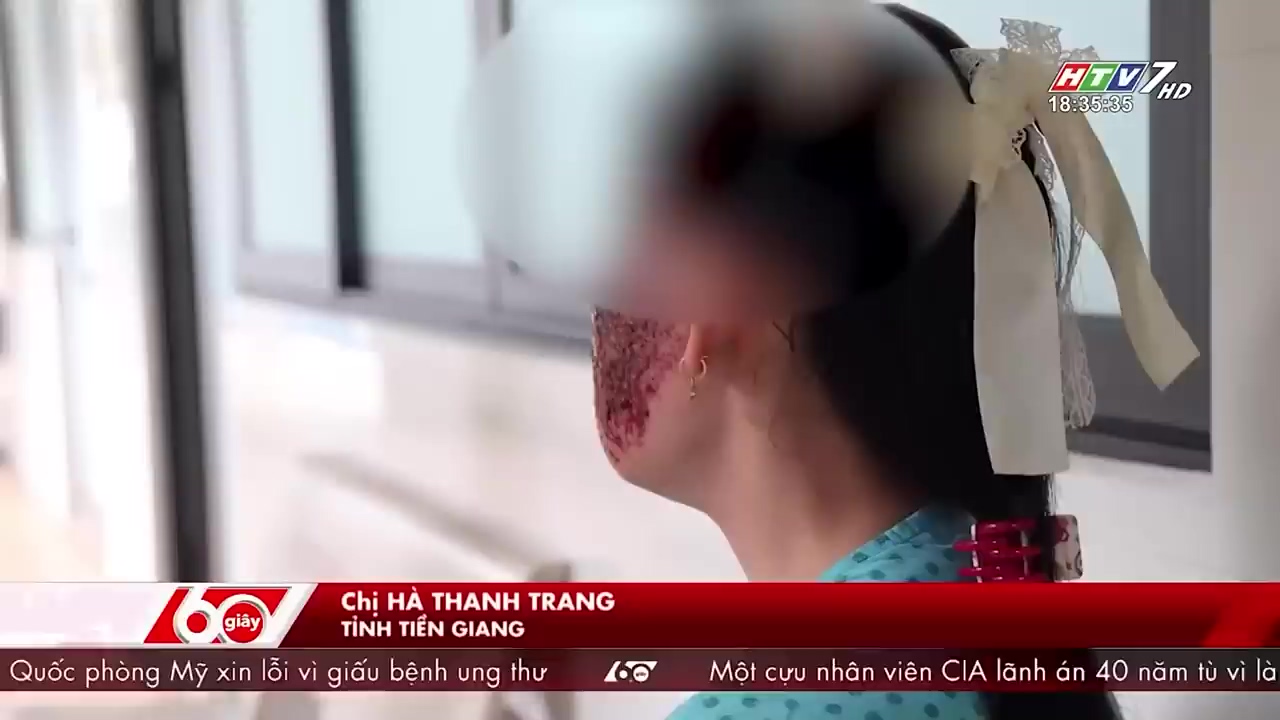 HTV7 HD
18:35:35
60 giây
Chị HÀ THANH TRANG
TỈNH TIỀN GIANG
Quốc phòng Mỹ xin lỗi vì giấu bệnh ung thư 60 Một cựu nhân viên CIA lãnh án 40 năm tù vì là